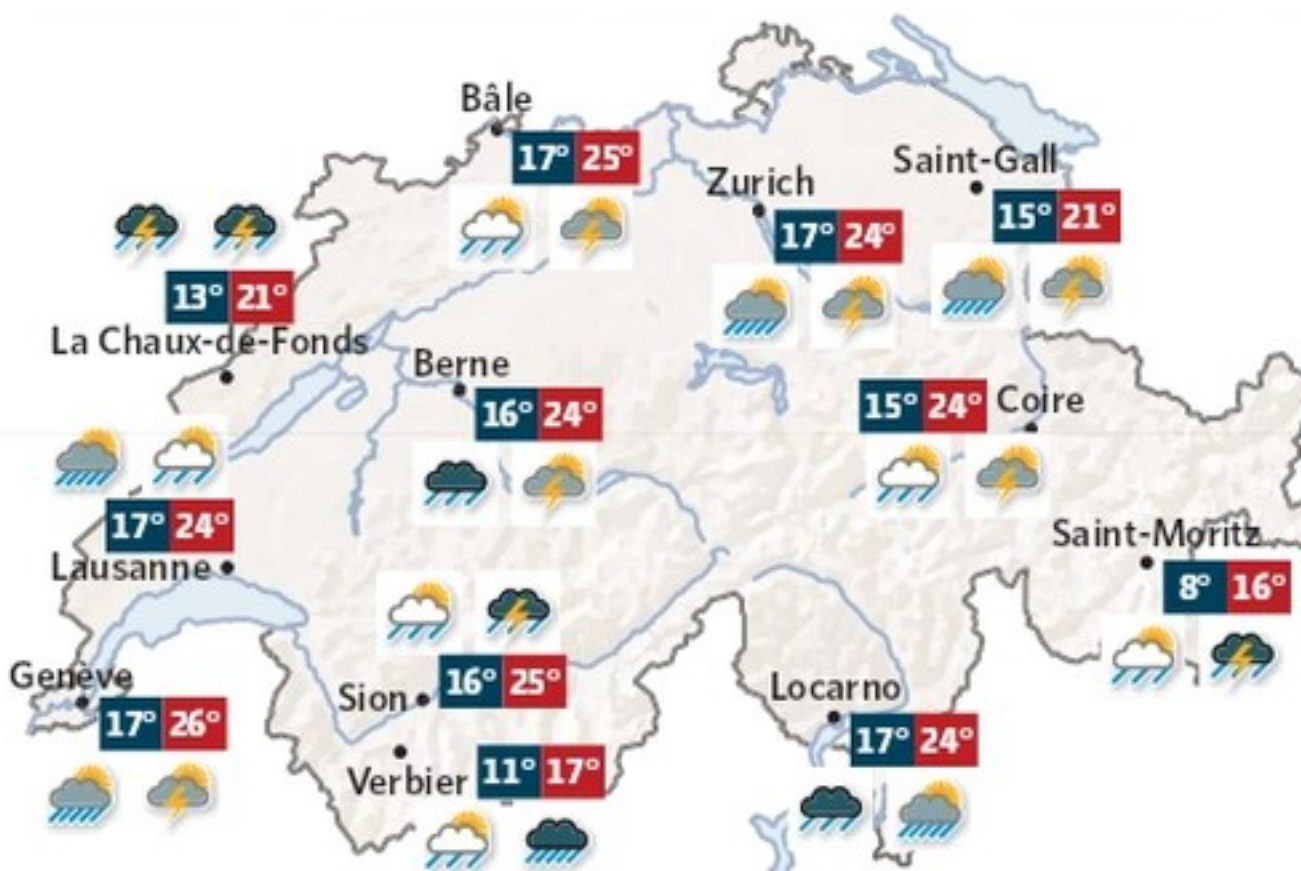 Bâle
17° 25°
Saint-Gall
15° 21°
Zurich
17° 24°
13° 21°
La Chaux-de-Fonds
Berne
16° 24°
15° 24° Coire
17° 24°
Lausanne
Saint-Moritz
8° 16°
Genève
17° 26°
Sion 16° 25°
Locarno
17° 24°
Verbier 11° 17°